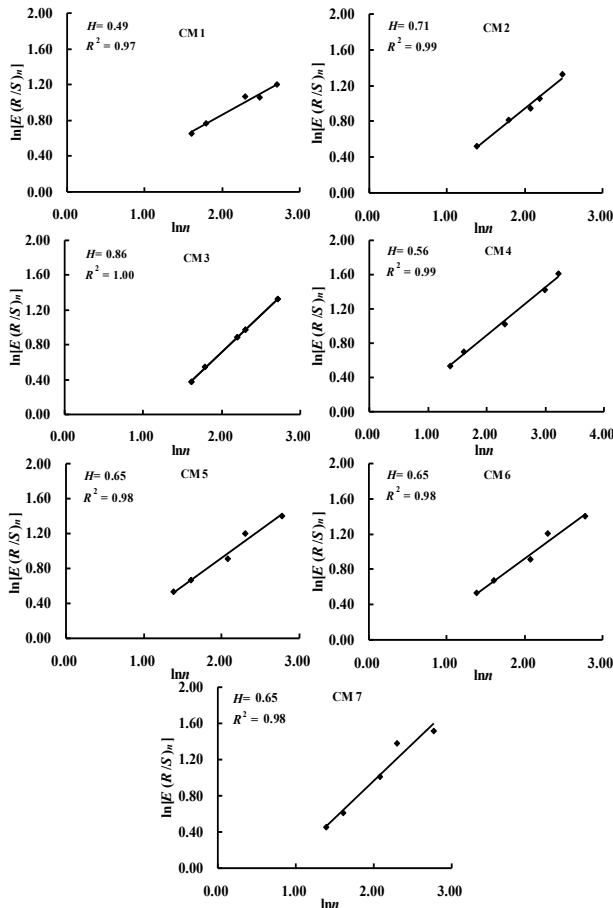 2.00
1.60
1.20
0.80
0.40
0.00
ln[E (R /S )n]
H = 0.49
R2 = 0.97
CM 1
0.00 1.00 2.00 3.00
lnn
2.00
1.60
1.20
0.80
0.40
0.00
ln[E (R /S )n]
H = 0.71
R2 = 0.99
CM 2
0.00 1.00 2.00 3.00
lnn
2.00
1.60
1.20
0.80
0.40
0.00
ln[E (R /S )n]
H= 0.86
R2 = 1.00
CM 3
0.00 1.00 2.00 3.00
lnn
2.00
1.60
1.20
0.80
0.40
0.00
ln[E (R /S )n]
H= 0.56
R2 = 0.99
CM 4
0.00 1.00 2.00 3.00 4.00
lnn
2.00
1.60
1.20
0.80
0.40
0.00
ln[E (R /S )n]
H= 0.65
R2 = 0.98
CM 5
0.00 1.00 2.00 3.00
lnn
2.00
1.60
1.20
0.80
0.40
0.00
ln[E (R /S )n]
H= 0.65
R2 = 0.98
CM 6
0.00 1.00 2.00 3.00
lnn
2.00
1.60
1.20
0.80
0.40
0.00
ln[E (R /S )n]
H= 0.65
R2 = 0.98
CM 7
0.00 1.00 2.00 3.00
lnn